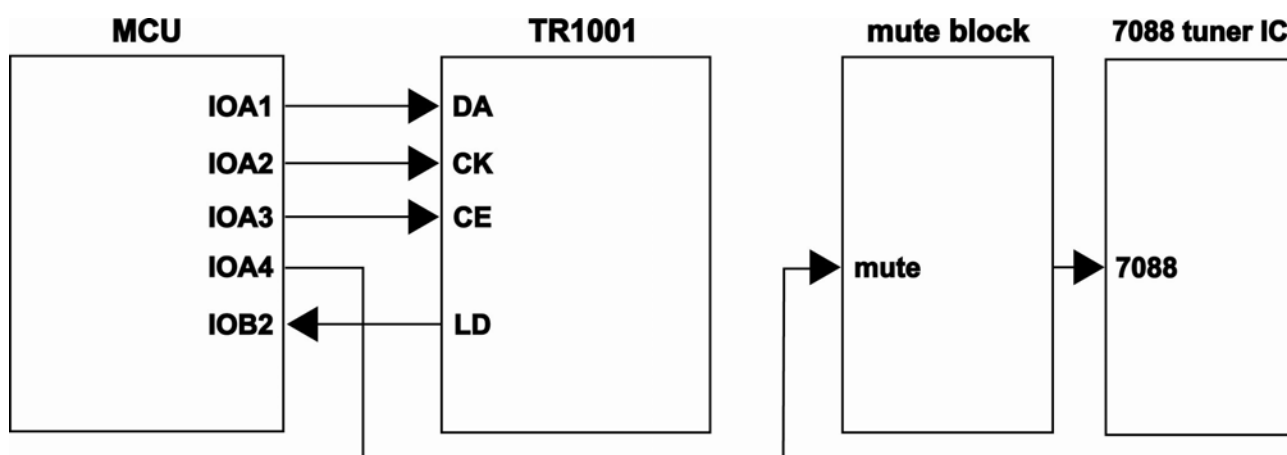 MCU
TR1001
mute block
7088 tuner IC
IOA1
DA
IOA2
CK
IOA3
CE
IOA4
mute
7088
IOB2
LD